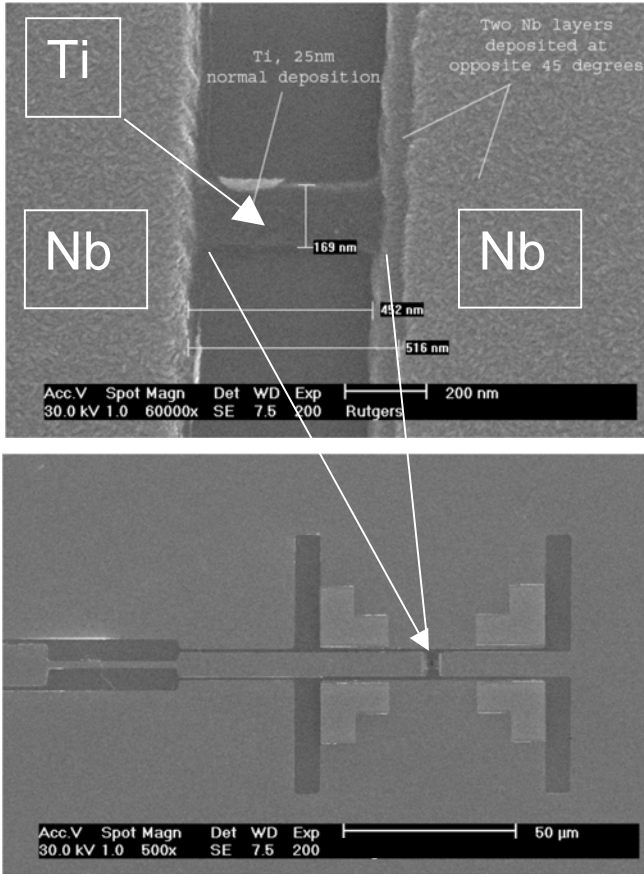 Ti
Ti, 25nm
normal deposition
Two Nb layers
deposited at
opposite 45 degrees
Nb
Nb
169 nm
452 nm
516 nm
Acc.V Spot Magn Det WD Exp 200 nm
30.0 kV 1.0 60000x SE 7.5 200 Rutgers
Acc.V Spot Magn Det WD Exp 50 µm
30.0 kV 1.0 500x SE 7.5 200